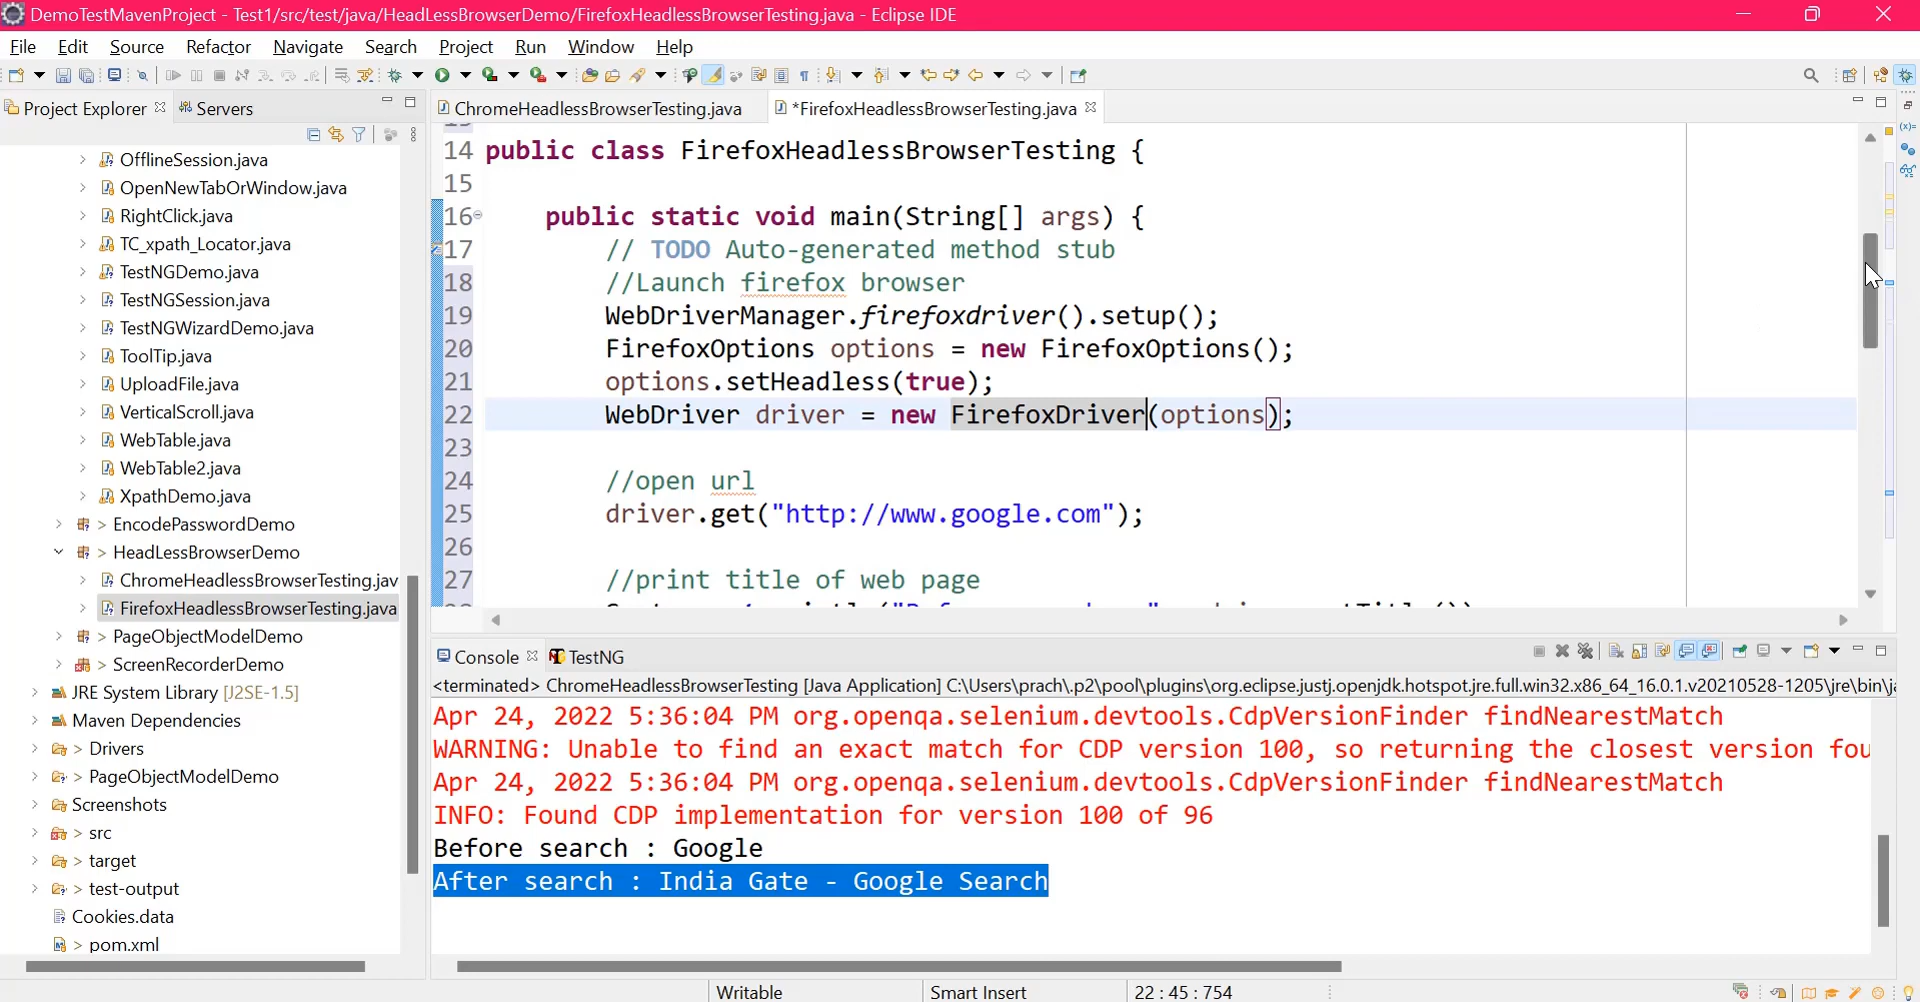 DemoTestMavenProject - Test1/src/test/java/HeadLessBrowserDemo/FirefoxHeadlessBrowserTesting.java - Eclipse IDE
File Edit Source Refactor Navigate Search Project Run Window Help
Project Explorer Servers
OfflineSession.java
OpenNewTabOrWindow.java
RightClick.java
TC_xpath_Locator.java
TestNGDemo.java
TestNGSession.java
TestNGWizardDemo.java
ToolTip.java
UploadFile.java
VerticalScroll.java
WebTable.java
WebTable2.java
XpathDemo.java
> EncodePasswordDemo
> HeadLessBrowserDemo
ChromeHeadlessBrowserTesting.jav
FirefoxHeadlessBrowserTesting.java
> PageObjectModelDemo
> ScreenRecorderDemo
JRE System Library [J2SE-1.5]
Maven Dependencies
> Drivers
> PageObjectModelDemo
Screenshots
> src
> target
> test-output
Cookies.data
> pom.xml
ChromeHeadlessBrowserTesting.java *FirefoxHeadlessBrowserTesting.java
14 public class FirefoxHeadlessBrowserTesting {
15
16 public static void main(String[] args) {
17 // TODO Auto-generated method stub
18 //Launch firefox browser
19 WebDriverManager.firefoxdriver().setup();
20 FirefoxOptions options = new FirefoxOptions();
21 options.setHeadless(true);
22 WebDriver driver = new FirefoxDriver(options);
23
24 //open url
25 driver.get("http://www.google.com");
26
27 //print title of web page
Console TestNG
<terminated> ChromeHeadlessBrowserTesting [Java Application] C:\Users\prach\.p2\pool\plugins\org.eclipse.justj.openjdk.hotspot.jre.full.win32.x86_64_16.0.1.v20210528-1205\jre\bin\ja
Apr 24, 2022 5:36:04 PM org.openqa.selenium.devtools.CdpVersionFinder findNearestMatch
WARNING: Unable to find an exact match for CDP version 100, so returning the closest version fou
Apr 24, 2022 5:36:04 PM org.openqa.selenium.devtools.CdpVersionFinder findNearestMatch
INFO: Found CDP implementation for version 100 of 96
Before search : Google
After search : India Gate - Google Search
Writable Smart Insert 22 : 45 : 754